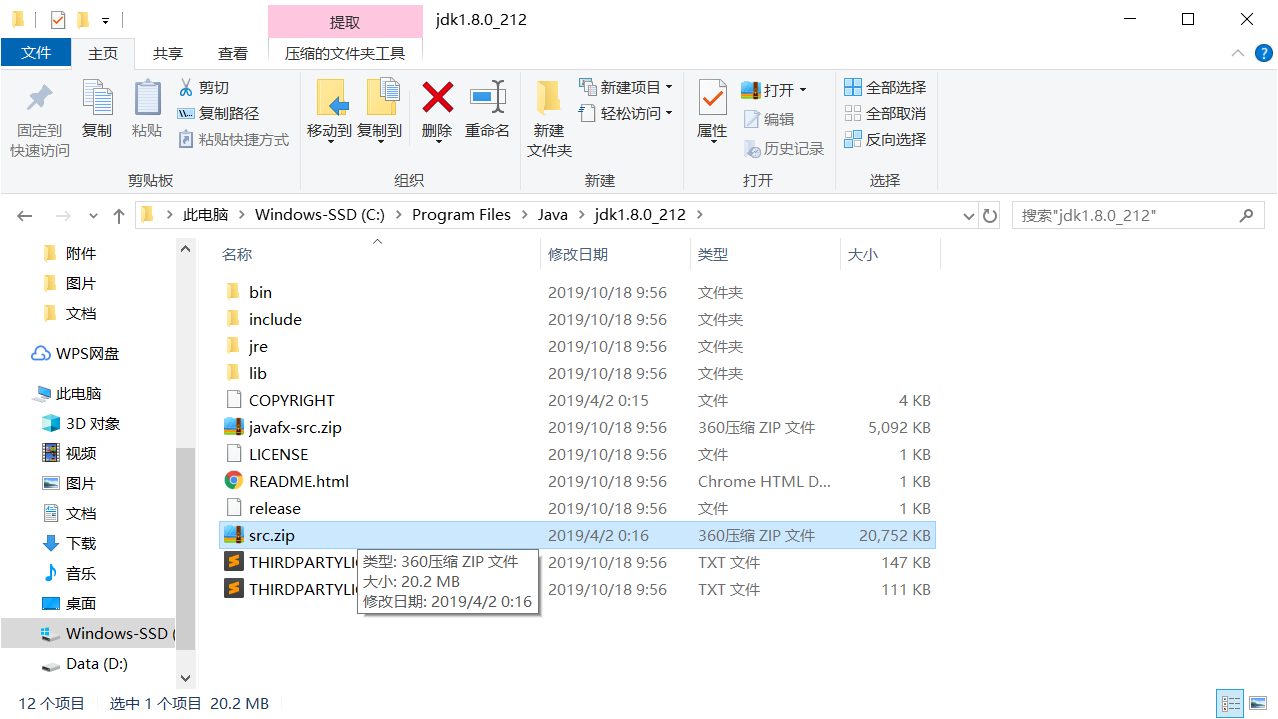 提取
jdk1.8.0_212
文件
主页
共享
查看
压缩的文件夹工具
固定到
快速访问
复制
粘贴
剪切
复制路径
粘贴快捷方式
剪贴板
移动到
复制到
删除
重命名
组织
新建
文件夹
新建项目
轻松访问
新建
属性
打开
编辑
历史记录
打开
全部选择
全部取消
反向选择
选择
此电脑 > Windows-SSD (C:) > Program Files > Java > jdk1.8.0_212 >
搜索"jdk1.8.0_212"
附件
图片
文档
WPS网盘
此电脑
3D 对象
视频
图片
文档
下载
音乐
桌面
Windows-SSD (
Data (D:)
名称 修改日期 类型 大小
bin 2019/10/18 9:56 文件夹
include 2019/10/18 9:56 文件夹
jre 2019/10/18 9:56 文件夹
lib 2019/10/18 9:56 文件夹
COPYRIGHT 2019/4/2 0:15 文件 4 KB
javafx-src.zip 2019/10/18 9:56 360压缩 ZIP 文件 5,092 KB
LICENSE 2019/10/18 9:56 文件 1 KB
README.html 2019/10/18 9:56 Chrome HTML D... 1 KB
release 2019/10/18 9:56 文件 1 KB
src.zip 2019/4/2 0:16 360压缩 ZIP 文件 20,752 KB
THIRDPARTYLIC 2019/10/18 9:56 TXT 文件 147 KB
THIRDPARTYLIC 2019/10/18 9:56 TXT 文件 111 KB
类型: 360压缩 ZIP 文件
大小: 20.2 MB
修改日期: 2019/4/2 0:16
12 个项目 选中 1 个项目 20.2 MB